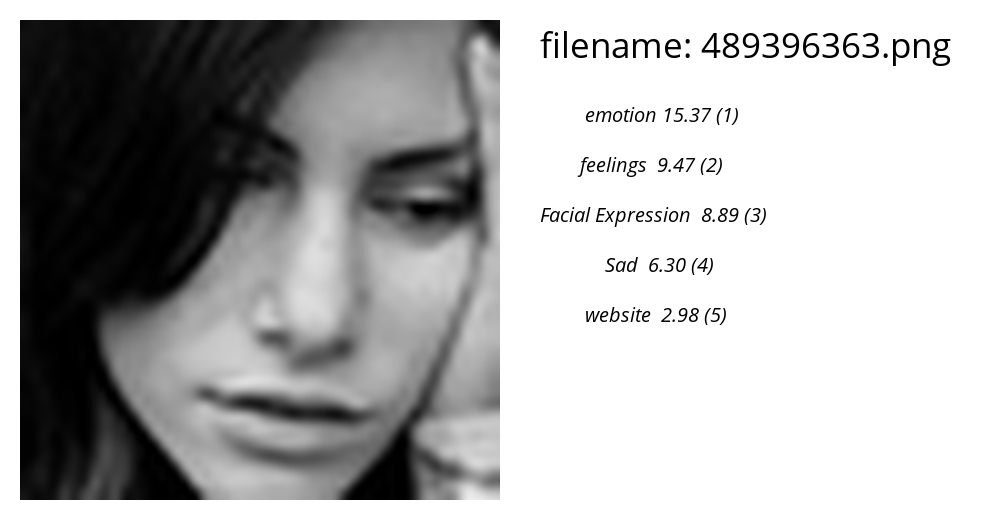 filename: 489396363.png
emotion 15.37 (1)
feelings 9.47 (2)
Facial Expression 8.89 (3)
Sad 6.30 (4)
website 2.98 (5)